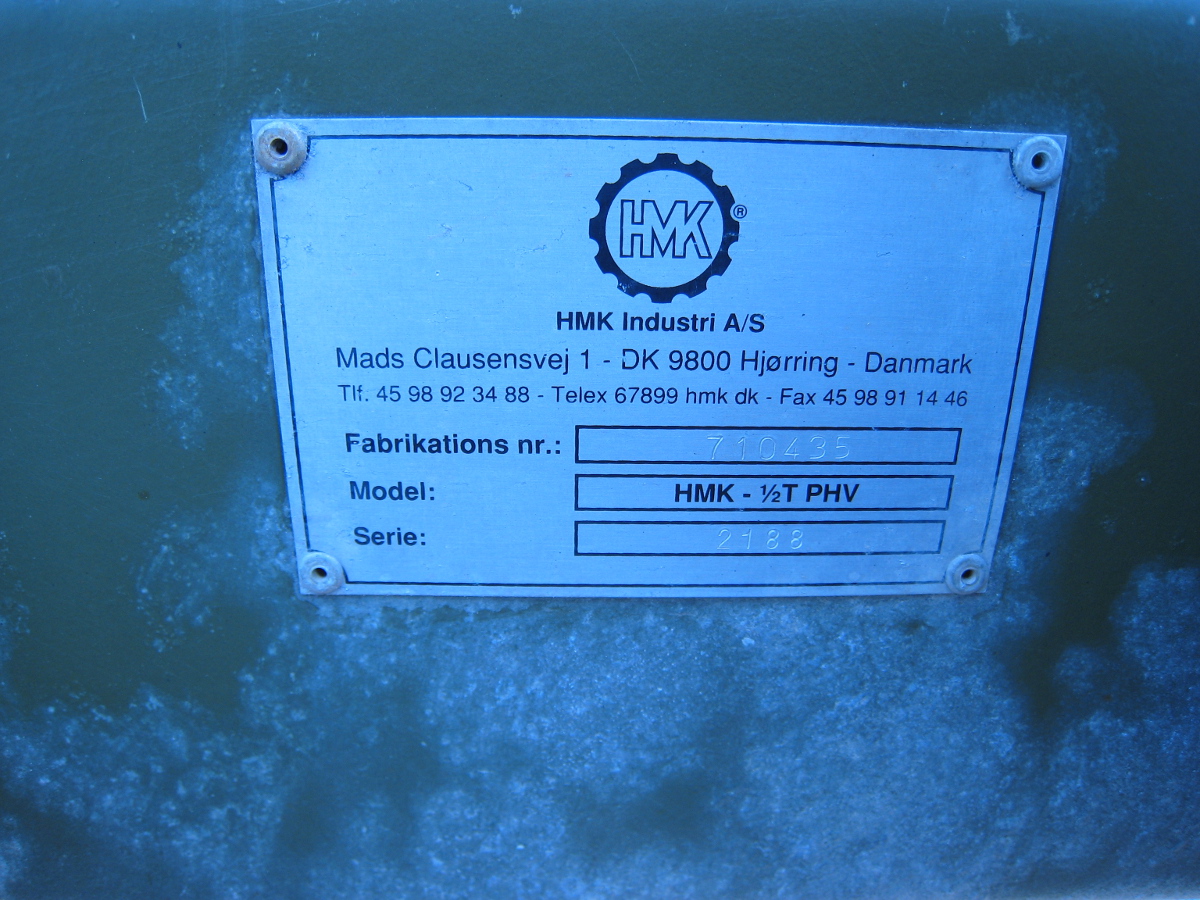 HMK ®
HMK Industri A/S
Mads Clausensvej 1 - DK 9800 Hjørring - Danmark
Tlf. 45 98 92 34 88 - Telex 67899 hmk dk - Fax 45 98 91 14 46
Fabrikations nr.: 710435
Model: HMK - ½T PHV
Serie: 2188